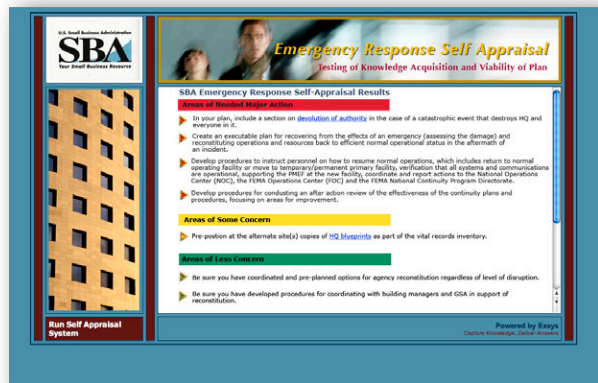 U.S. Small Business Administration
SBA
Your Small Business Resource
Emergency Response Self Appraisal
Testing of Knowledge Acquisition and Viability of Plan
SBA Emergency Response Self-Appraisal Results
Areas of Needed Major Action
In your plan, include a section on devolution of authority in the case of a catastrophic event that destroys HQ and
everyone in it.
Create an executable plan for recovering from the effects of an emergency (assessing the damage) and
reconstituting operations and resources back to efficient normal operational status in the aftermath of
an incident.
Develop procedures to instruct personnel on how to resume normal operations, which includes return to normal
operating facility or move to temporary/permanent primary facility, verification that all systems and communications
are operational, supporting the PMEF at the new facility, coordinate and report actions to the National Operations
Center (NOC), the FEMA Operations Center (FOC) and the FEMA National Continuity Program Directorate.
Develop procedures for conducting an after action review of the effectiveness of the continuity plans and
procedures, focusing on areas for improvement.
Areas of Some Concern
Pre-postion at the alternate site(s) copies of HQ blueprints as part of the vital records inventory.
Areas of Less Concern
Be sure you have coordinated and pre-planned options for agency reconstitution regardless of level of disruption.
Be sure you have developed procedures for coordinating with building managers and GSA in support of
reconstitution.
Run Self Appraisal
System
Powered by Exsys
Capture Knowledge, Deliver Answers